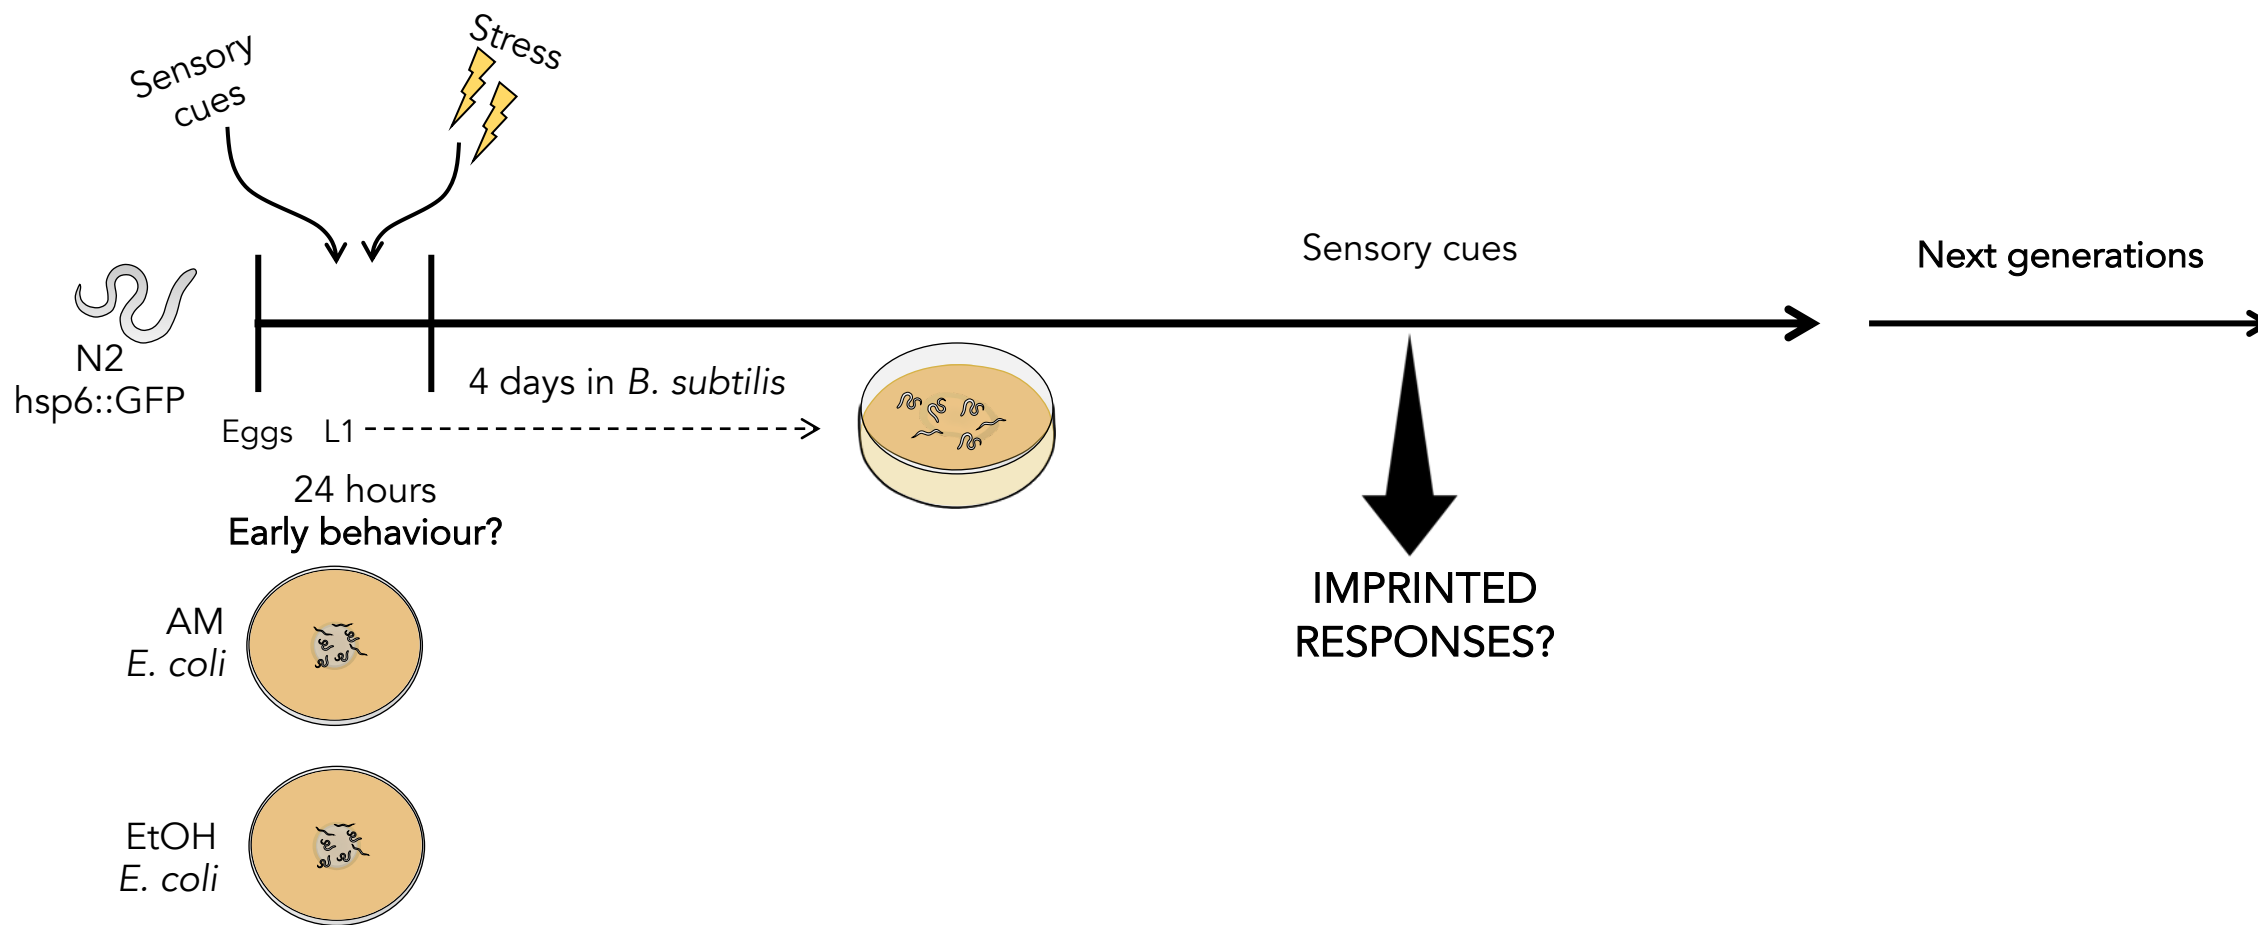 Sensory
cues
Stress
Sensory cues
Next generations
N2
hsp6::GFP
4 days in B. subtilis
Eggs L1
24 hours
Early behaviour?
AM
E. coli
EtOH
E. coli
IMPRINTED
RESPONSES?